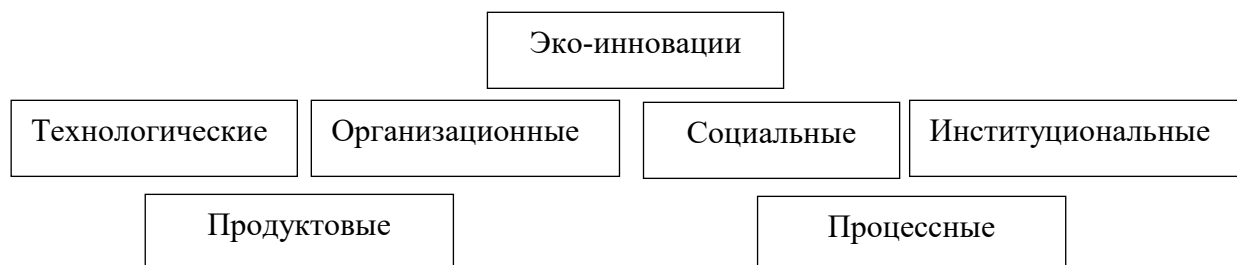 Эко-инновации
Технологические
Организационные
Социальные
Институциональные
Продуктовые
Процессные